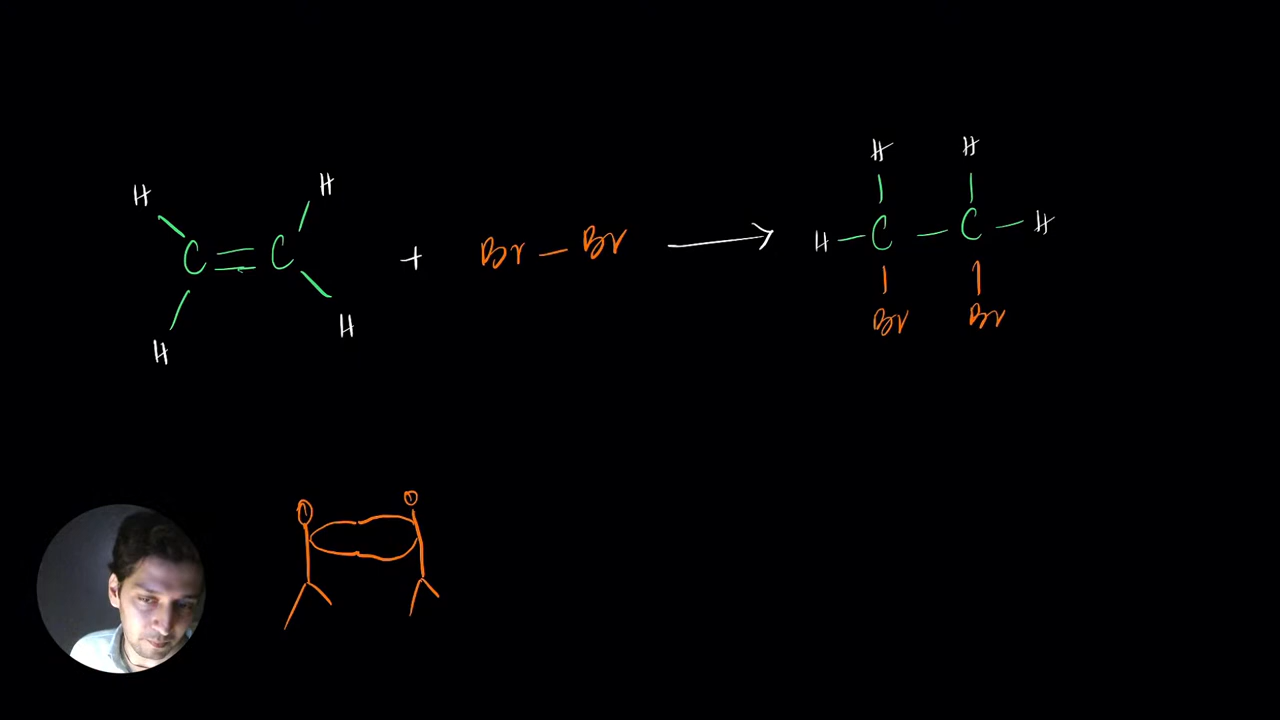 H H H H
C = C + Br — Br → H — C — C — H
H H Br Br